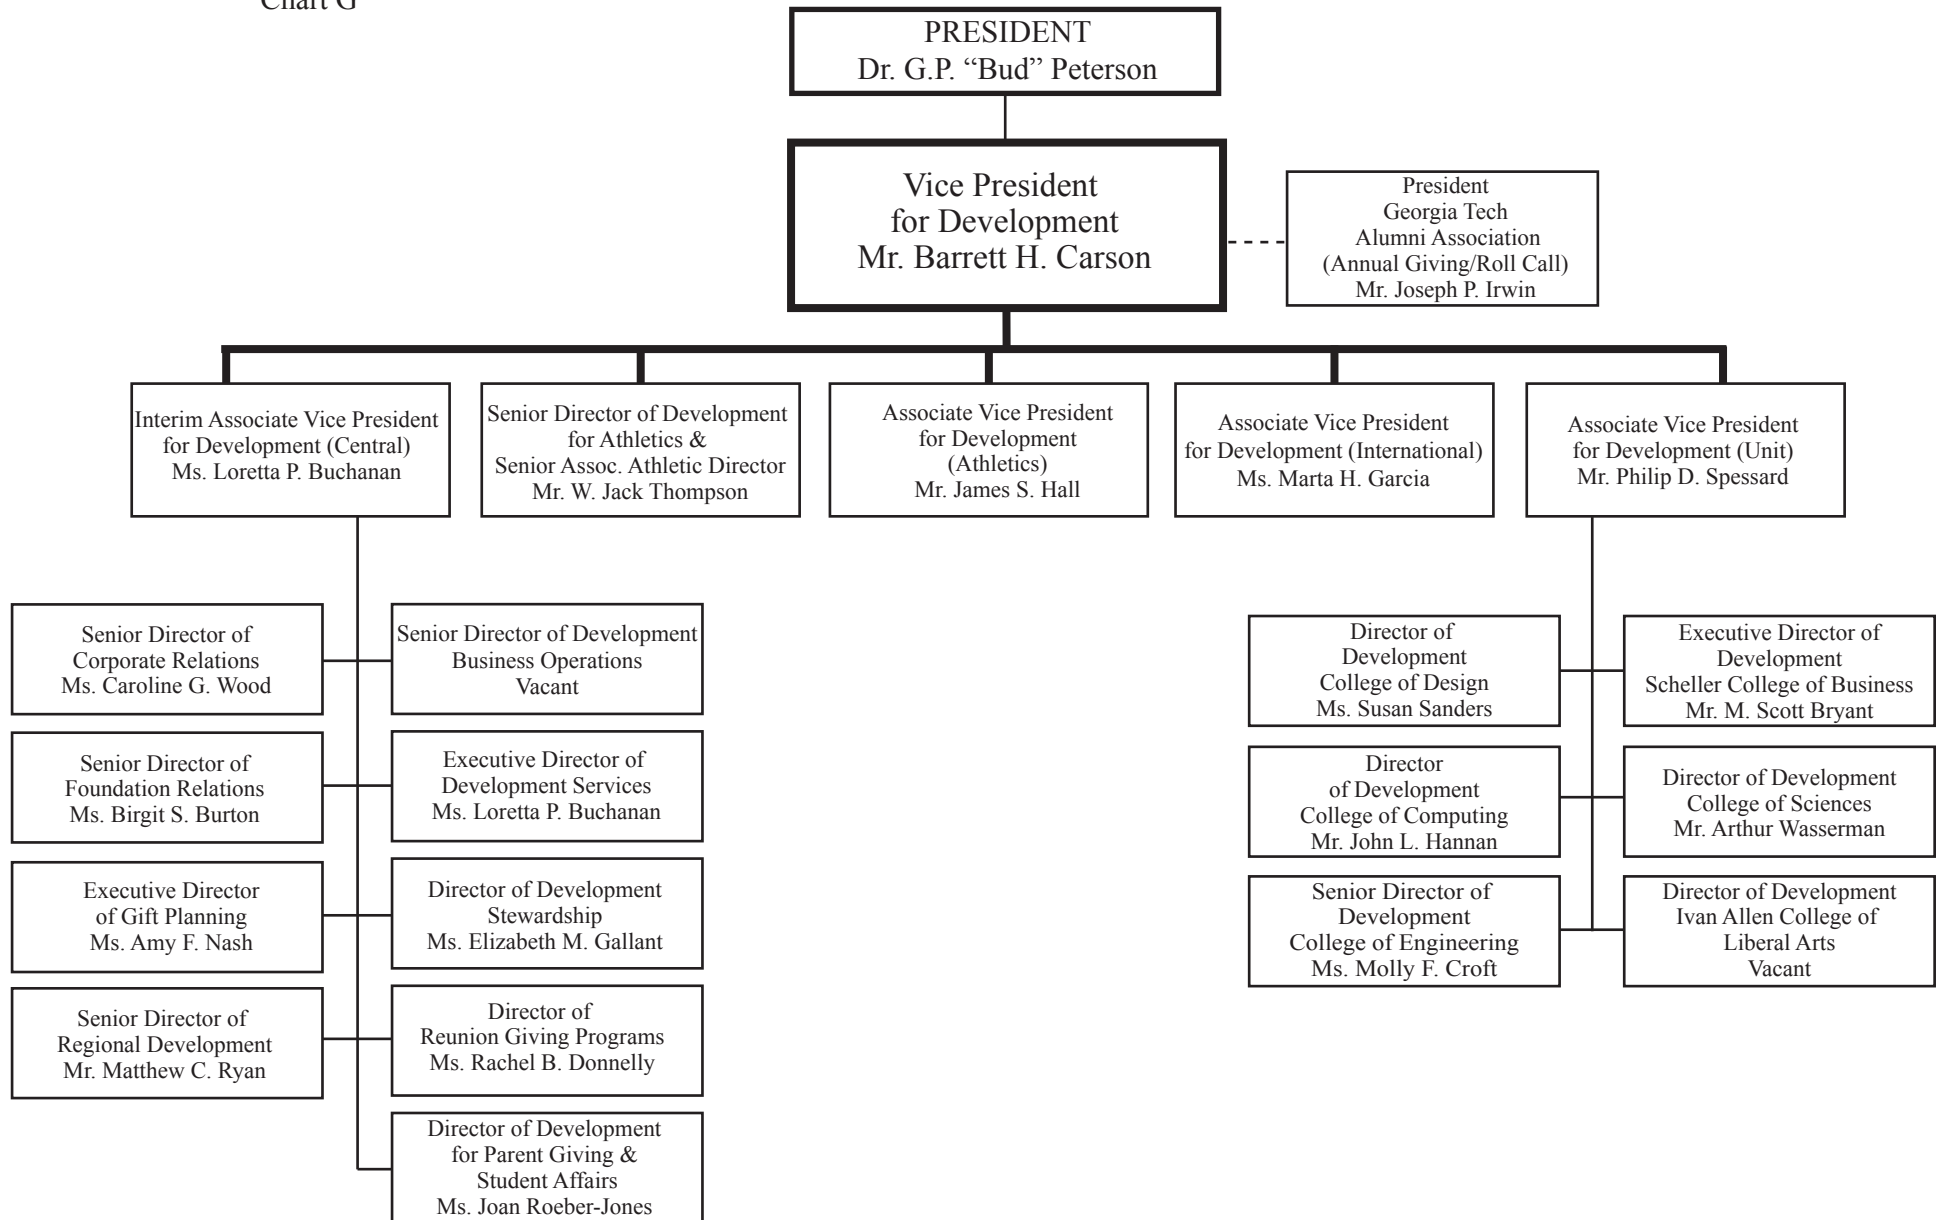 Chart G
PRESIDENT
Dr. G.P. “Bud” Peterson
Vice President
for Development
Mr. Barrett H. Carson
President
Georgia Tech
Alumni Association
(Annual Giving/Roll Call)
Mr. Joseph P. Irwin
Interim Associate Vice President
for Development (Central)
Ms. Loretta P. Buchanan
Senior Director of Development
for Athletics &
Senior Assoc. Athletic Director
Mr. W. Jack Thompson
Associate Vice President
for Development
(Athletics)
Mr. James S. Hall
Associate Vice President
for Development (International)
Ms. Marta H. Garcia
Associate Vice President
for Development (Unit)
Mr. Philip D. Spessard
Senior Director of
Corporate Relations
Ms. Caroline G. Wood
Senior Director of Development
Business Operations
Vacant
Senior Director of
Foundation Relations
Ms. Birgit S. Burton
Executive Director of
Development Services
Ms. Loretta P. Buchanan
Executive Director
of Gift Planning
Ms. Amy F. Nash
Director of Development
Stewardship
Ms. Elizabeth M. Gallant
Senior Director of
Regional Development
Mr. Matthew C. Ryan
Director of
Reunion Giving Programs
Ms. Rachel B. Donnelly
Director of Development
for Parent Giving &
Student Affairs
Ms. Joan Roeber-Jones
Director of
Development
College of Design
Ms. Susan Sanders
Executive Director of
Development
Scheller College of Business
Mr. M. Scott Bryant
Director
of Development
College of Computing
Mr. John L. Hannan
Director of Development
College of Sciences
Mr. Arthur Wasserman
Senior Director of
Development
College of Engineering
Ms. Molly F. Croft
Director of Development
Ivan Allen College of
Liberal Arts
Vacant